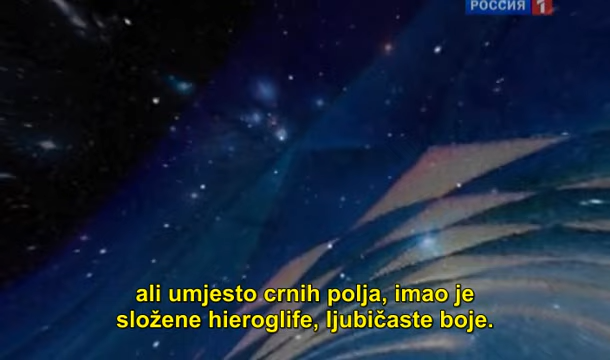 РОССИЯ 1
ali umjesto crnih polja, imao je
složene hieroglife, ljubičaste boje.